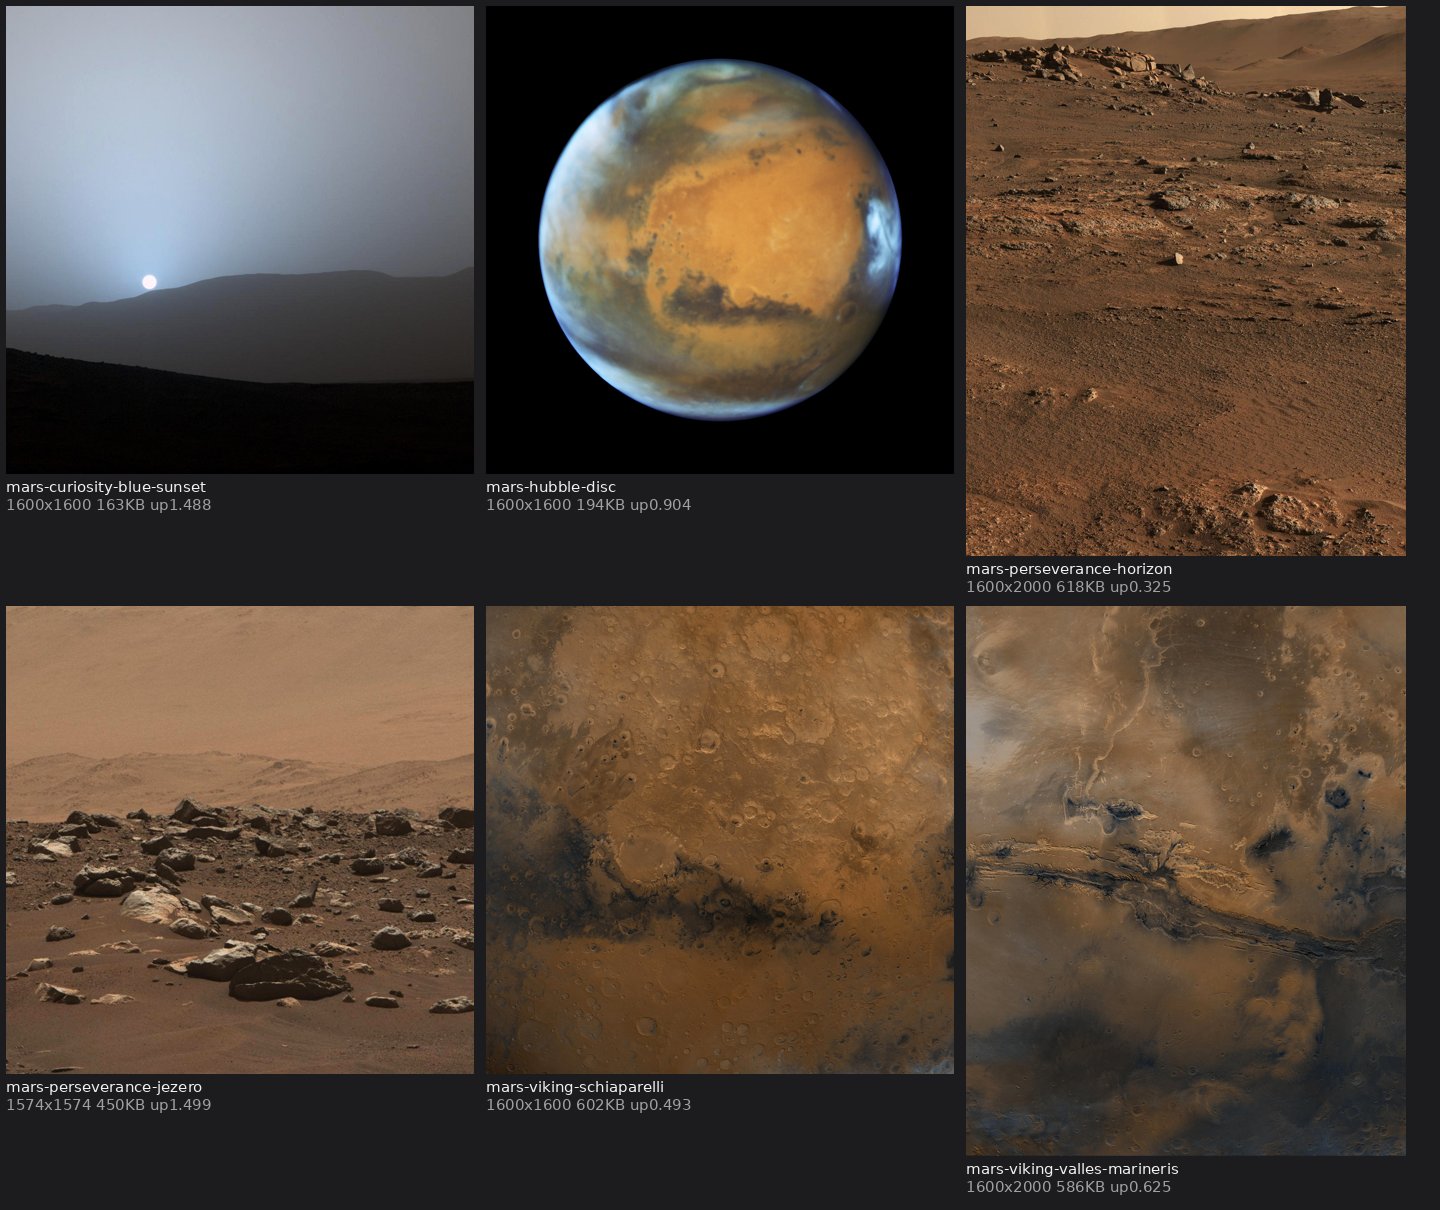 mars-curiosity-blue-sunset
1600x1600 163KB up1.488
mars-hubble-disc
1600x1600 194KB up0.904
mars-perseverance-horizon
1600x2000 618KB up0.325
mars-perseverance-jezero
1574x1574 450KB up1.499
mars-viking-schiaparelli
1600x1600 602KB up0.493
mars-viking-valles-marineris
1600x2000 586KB up0.625